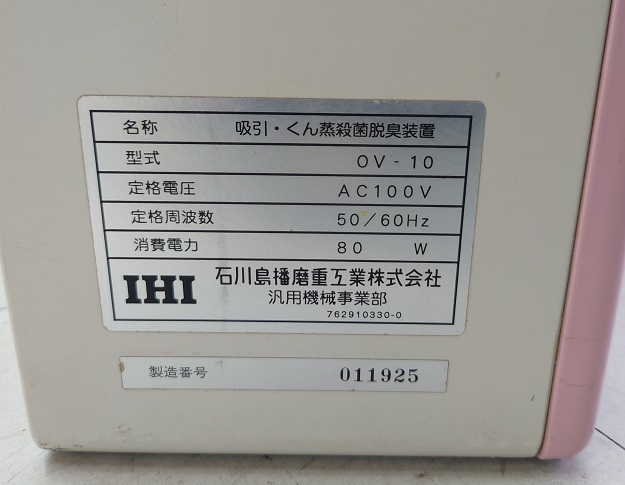 名称 吸引・くん蒸殺菌脱臭装置
型式 OV-10
定格電圧 AC100V
定格周波数 50/60Hz
消費電力 80 W
IHI 石川島播磨重工業株式会社
汎用機械事業部
762910330-0
製造番号 011925